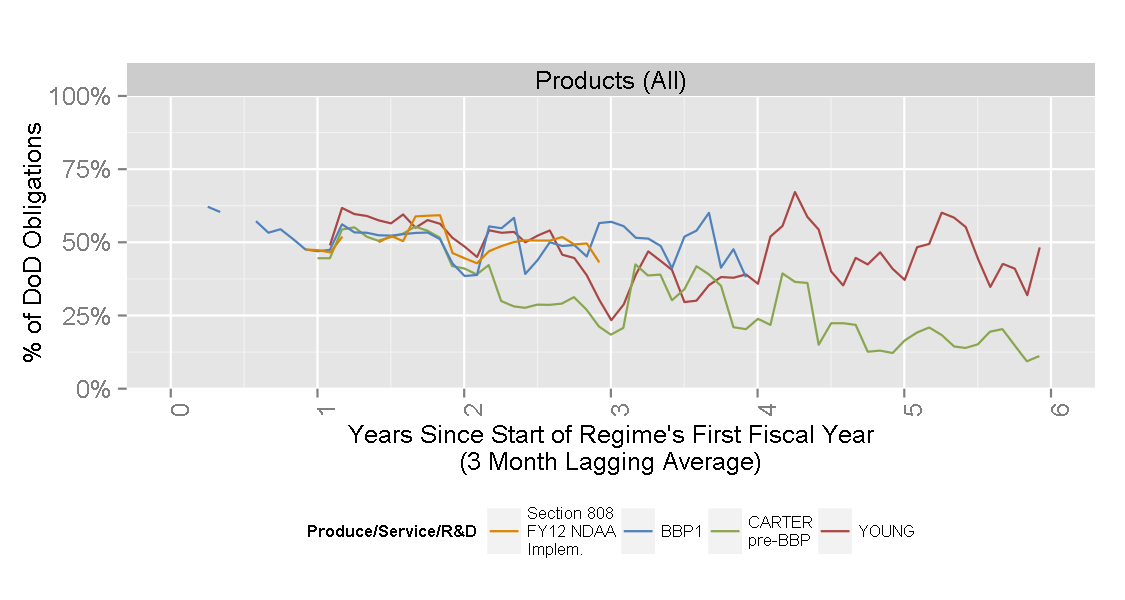 Products (All)
100%
75%
50%
25%
0%
% of DoD Obligations
0
1
2
3
4
5
6
Years Since Start of Regime's First Fiscal Year
(3 Month Lagging Average)
Produce/Service/R&D
Section 808
FY12 NDAA
Implem.
BBP1
CARTER
pre-BBP
YOUNG